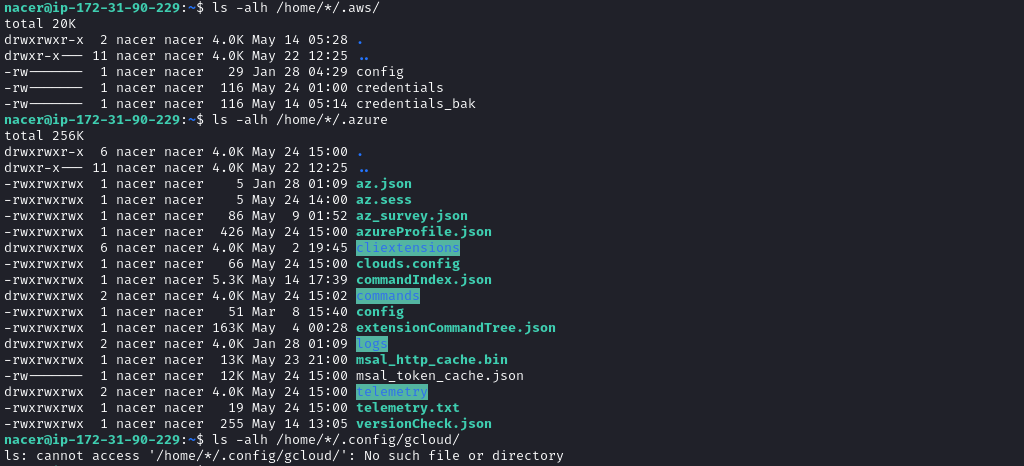 nacer@ip-172-31-90-229:~$ ls -alh /home/*/.aws/
total 20K
drwxrwxr-x  2 nacer nacer 4.0K May 14 05:28 .
drwxr-x---  11 nacer nacer 4.0K May 22 12:25 ..
-rw-------  1 nacer nacer   29 Jan 28 04:29 config
-rw-------  1 nacer nacer  116 May 24 01:00 credentials
-rw-------  1 nacer nacer  116 May 14 05:14 credentials_bak
nacer@ip-172-31-90-229:~$ ls -alh /home/*/.azure
total 256K
drwxrwxr-x  6 nacer nacer 4.0K May 24 15:00 .
drwxr-x--- 11 nacer nacer 4.0K May 22 12:25 ..
-rwxrwxrwx  1 nacer nacer    5 Jan 28 01:09 az.json
-rwxrwxrwx  1 nacer nacer    5 May 24 14:00 az.sess
-rwxrwxrwx  1 nacer nacer   86 May  9 01:52 az_survey.json
-rwxrwxrwx  1 nacer nacer  426 May 24 15:00 azureProfile.json
drwxrwxrwx  6 nacer nacer 4.0K May  2 19:45 cliextensions
-rwxrwxrwx  1 nacer nacer   66 May 24 15:00 clouds.config
-rwxrwxrwx  1 nacer nacer 5.3K May 14 17:39 commandIndex.json
drwxrwxrwx  2 nacer nacer 4.0K May 24 15:02 commands
-rwxrwxrwx  1 nacer nacer   51 Mar  8 15:40 config
-rwxrwxrwx  1 nacer nacer 163K May  4 00:28 extensionCommandTree.json
drwxrwxrwx  2 nacer nacer 4.0K Jan 28 01:09 logs
-rwxrwxrwx  1 nacer nacer  13K May 23 21:00 msal_http_cache.bin
-rw-------  1 nacer nacer  12K May 24 15:00 msal_token_cache.json
drwxrwxrwx  2 nacer nacer 4.0K May 24 15:00 telemetry
-rwxrwxrwx  1 nacer nacer   19 May 24 15:00 telemetry.txt
-rwxrwxrwx  1 nacer nacer  255 May 14 13:05 versionCheck.json
nacer@ip-172-31-90-229:~$ ls -alh /home/*/.config/gcloud/
ls: cannot access '/home/*/.config/gcloud/': No such file or directory